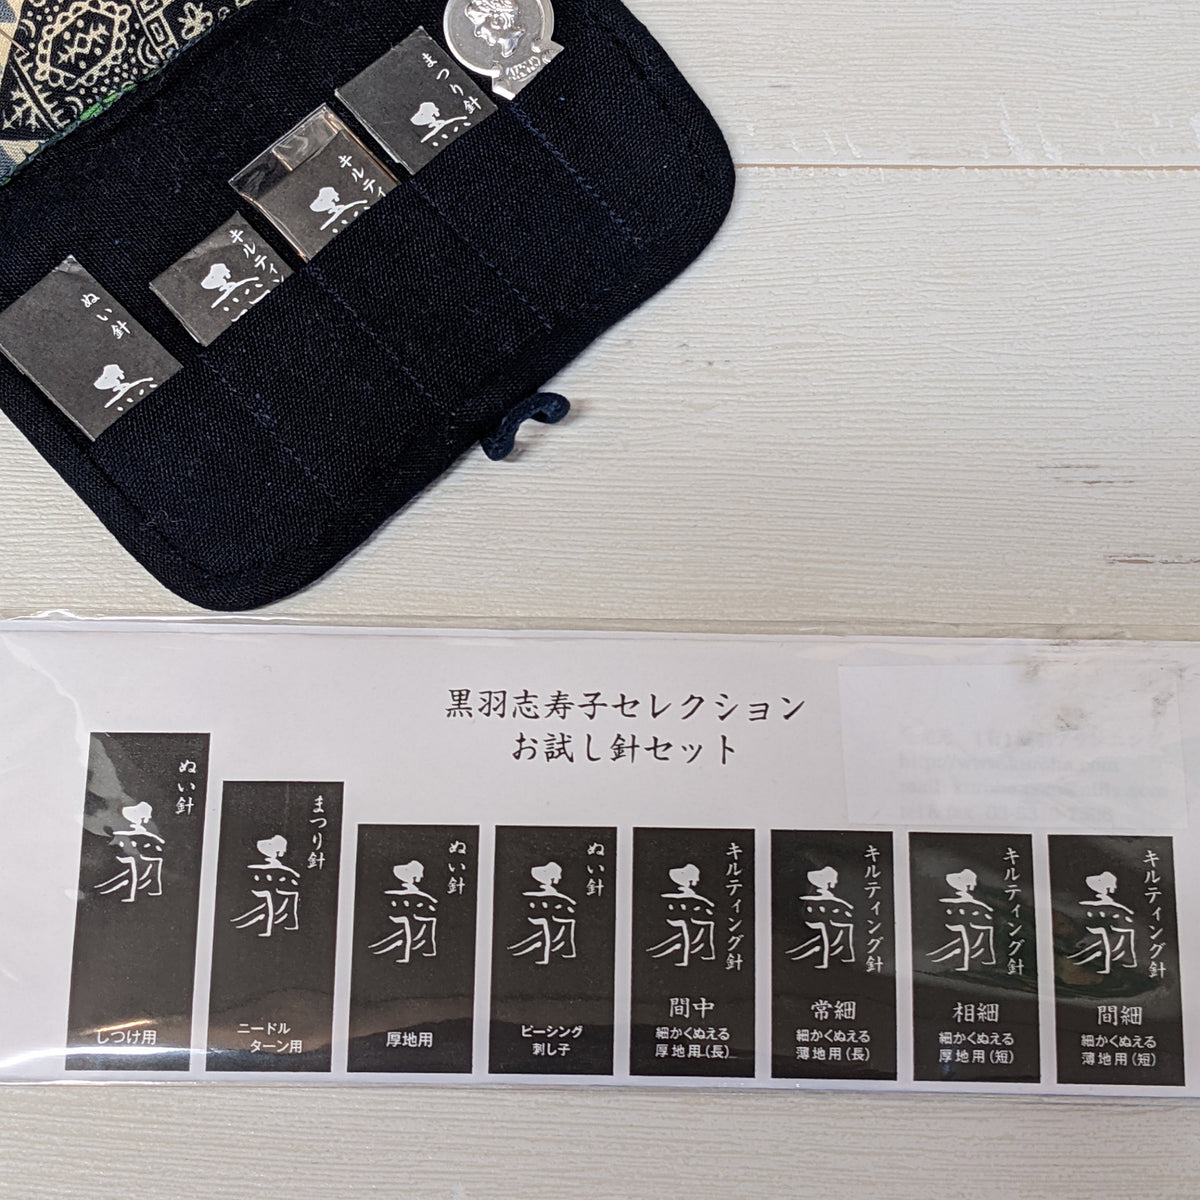 まつり針
黒
キルティ
黒
キルティン
黒
ぬい針
黒
黒羽志寿子セレクション
お試し針セット
ぬい針
黒羽
しつけ用
まつり針
黒羽
ニードル
ターン用
ぬい針
黒羽
厚地用
ぬい針
黒羽
ピーシング
刺し子
キルティング針
黒羽
間中
細かくぬえる
厚地用(長)
キルティング針
黒羽
常細
細かくぬえる
薄地用(長)
キルティング針
黒羽
相細
細かくぬえる
厚地用(短)
キルティング針
黒羽
間細
細かくぬえる
薄地用(短)